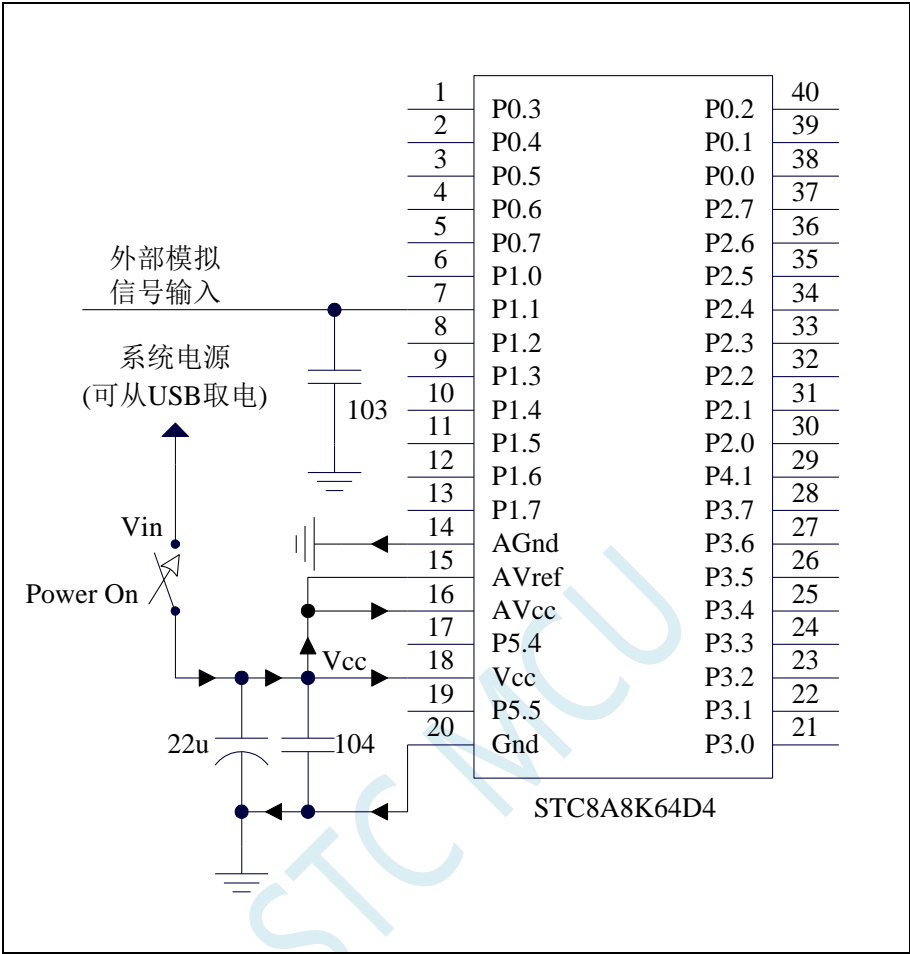 1 P0.3 P0.2 40
2 P0.4 P0.1 39
3 P0.5 P0.0 38
4 P0.6 P2.7 37
5 P0.7 P2.6 36
6 P1.0 P2.5 35
7 P1.1 P2.4 34
8 P1.2 P2.3 33
9 P1.3 P2.2 32
10 P1.4 P2.1 31
11 P1.5 P2.0 30
12 P1.6 P4.1 29
13 P1.7 P3.7 28
14 AGnd P3.6 27
15 AVref P3.5 26
16 AVcc P3.4 25
17 P5.4 P3.3 24
18 Vcc P3.2 23
19 P5.5 P3.1 22
20 Gnd P3.0 21
STC8A8K64D4
外部模拟
信号输入
103
系统电源
(可从USB取电)
Vin
Power On
Vcc
22u
104
STC MCU